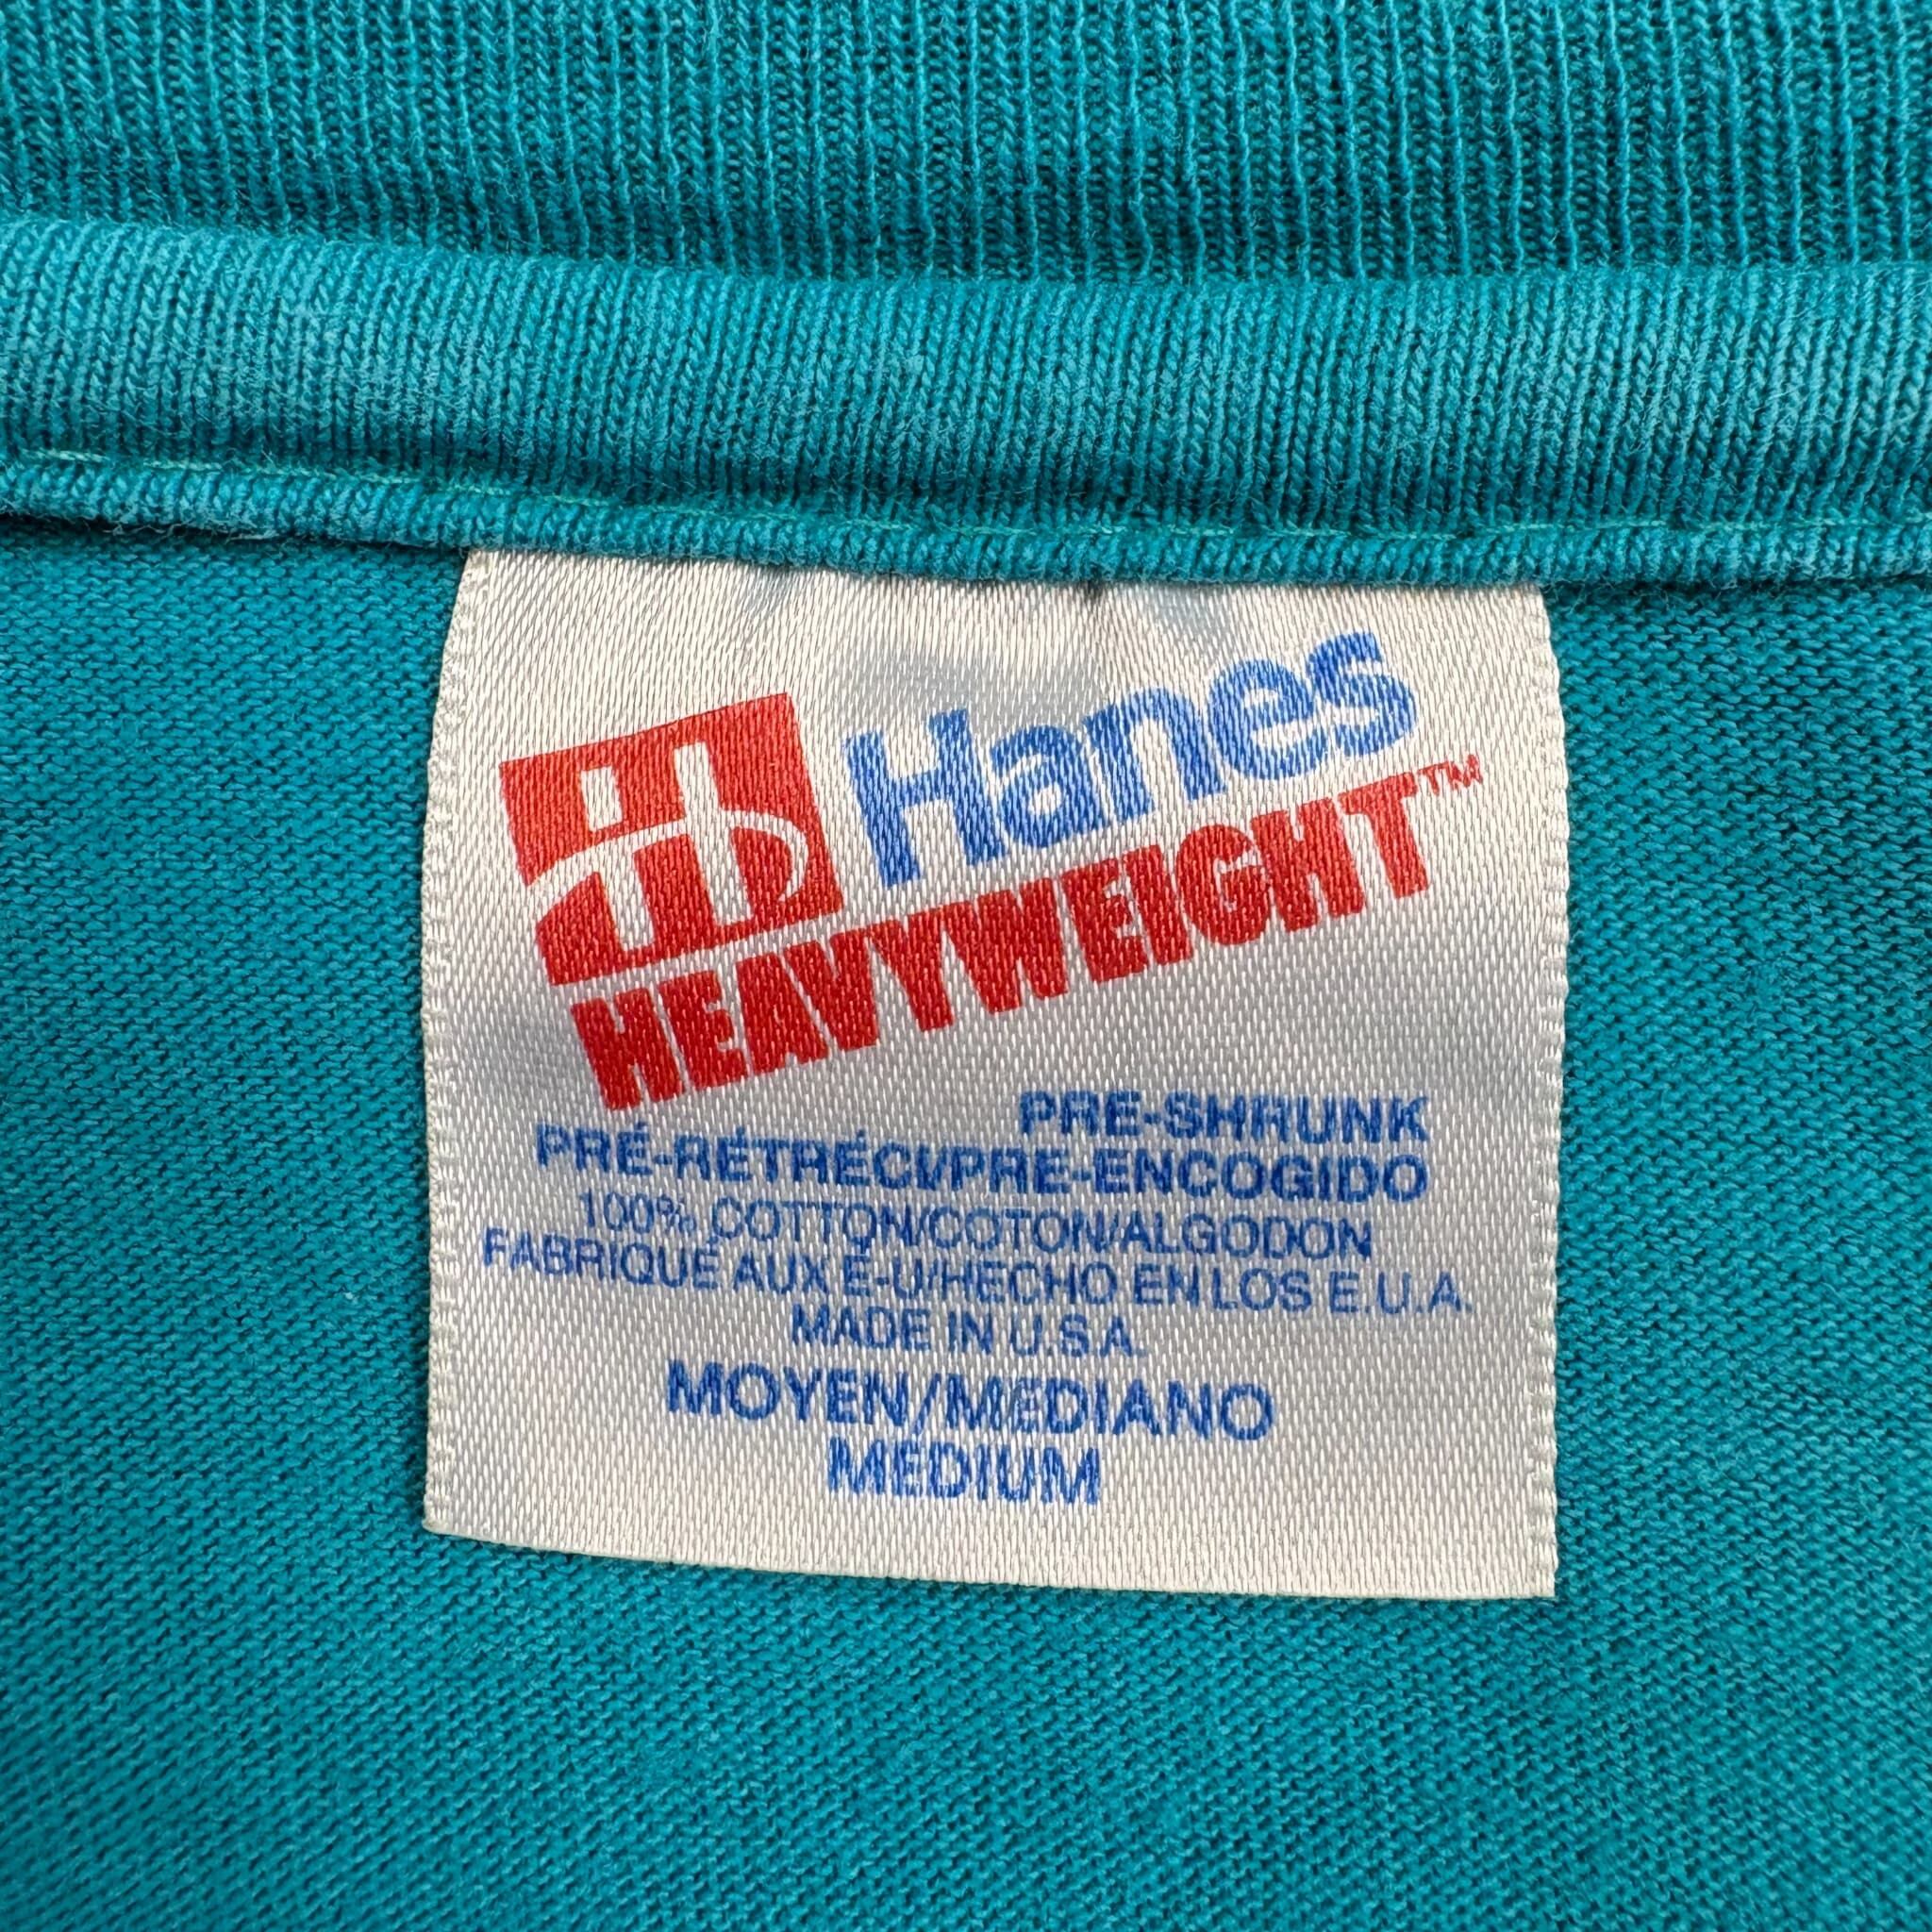 Hanes
HEAVYWEIGHT™
PRE-SHRUNK
PRÉ-RÉTRÉCI/PRE-ENCOGIDO
100% COTTON/COTON/ALGODON
FABRIQUÉ AUX É-U/HECHO EN LOS E.U.A.
MADE IN U.S.A.
MOYEN/MEDIANO
MEDIUM